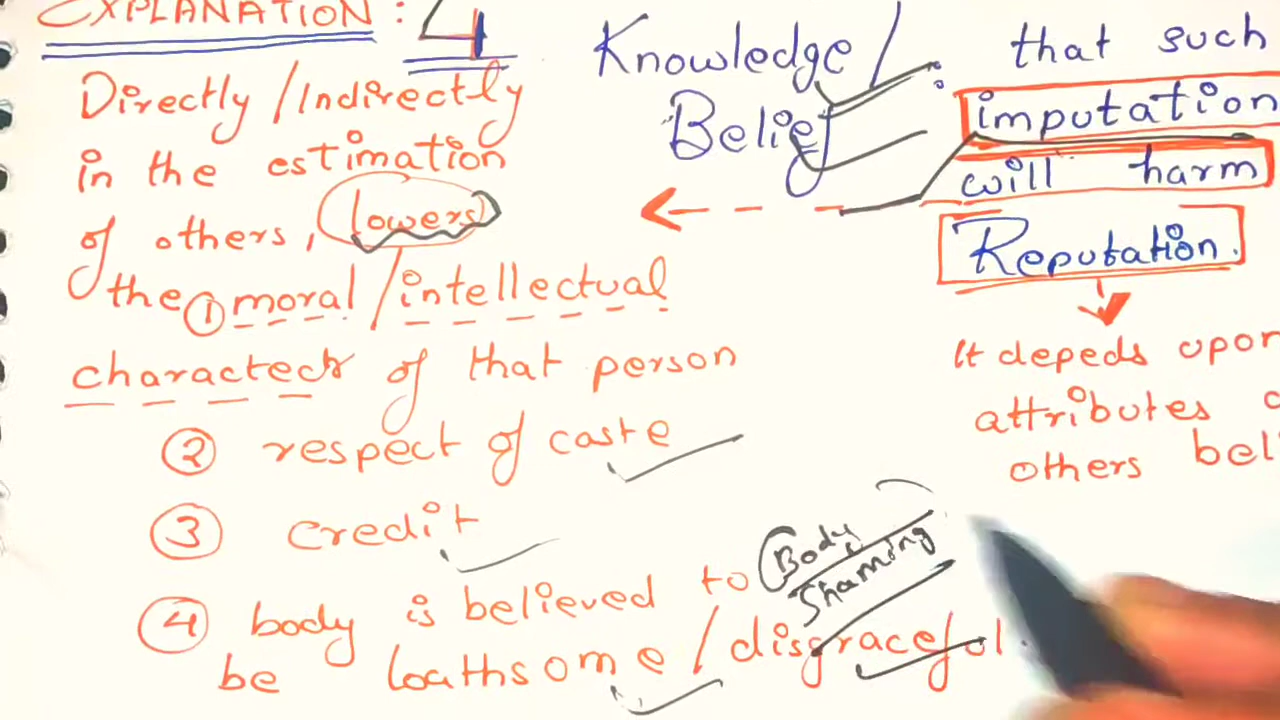 EXPLANATION : 4
Directly / Indirectly
in the estimation
of others, lowers
the ① moral / intellectual
character of that person
② respect of caste
③ credit
④ body is believed to
be loathsome / disgraceful.
Body
Shaming
Knowledge /
Belief
that such
imputation
will harm
Reputation.
It depeds upon
attributes
others